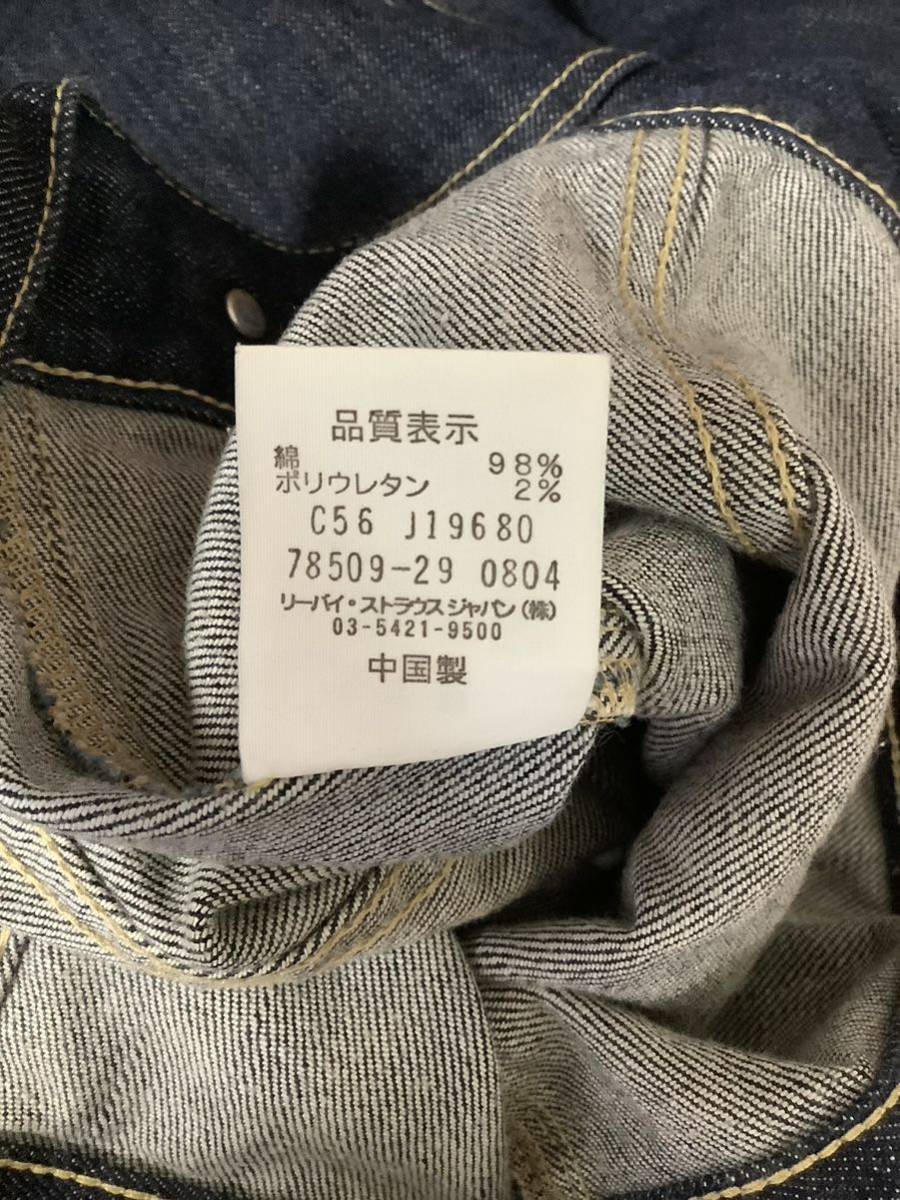 品質表示
綿 98%
ポリウレタン 2%
C56 J19680
78509-29 0804
リーバイ・ストラウスジャパン(株)
03-5421-9500
中国製